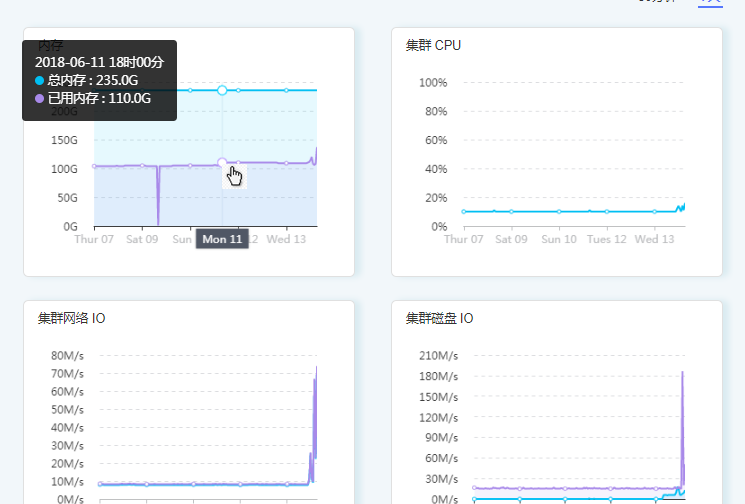 内存
2018-06-11 18时00分
总内存 : 235.0G
已用内存 : 110.0G
200G
150G
100G
50G
0G
Thur 07
Sat 09
Sun
Mon 11
12
Wed 13
集群 CPU
100%
80%
60%
40%
20%
0%
Thur 07
Sat 09
Sun 10
Tues 12
Wed 13
集群网络 IO
80M/s
70M/s
60M/s
50M/s
40M/s
30M/s
20M/s
10M/s
0M/s
集群磁盘 IO
210M/s
180M/s
150M/s
120M/s
90M/s
60M/s
30M/s
0M/s